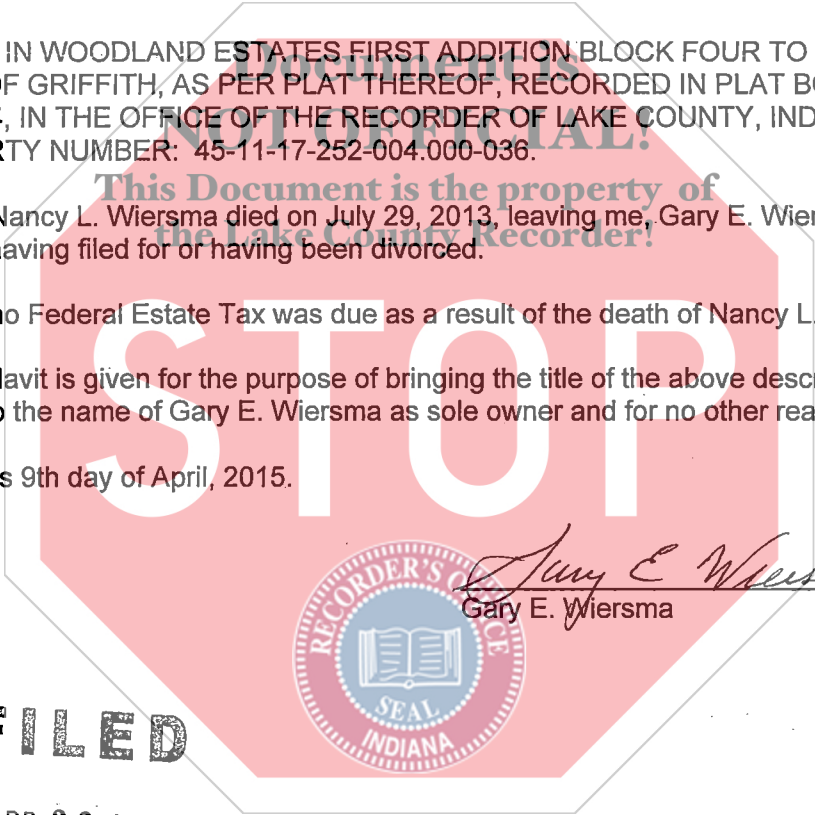 IN WOODLAND ESTATES FIRST ADDITION BLOCK FOUR TO
OF GRIFFITH, AS PER PLAT THEREOF, RECORDED IN PLAT BO
, IN THE OFFICE OF THE RECORDER OF LAKE COUNTY, IND
RTY NUMBER: 45-11-17-252-004.000-036.
Document is
NOT OFFICIAL!
This Document is the property of
the Lake County Recorder!
Nancy L. Wiersma died on July 29, 2013, leaving me, Gary E. Wier
having filed for or having been divorced.
no Federal Estate Tax was due as a result of the death of Nancy L.
davit is given for the purpose of bringing the title of the above descr
o the name of Gary E. Wiersma as sole owner and for no other rea
s 9th day of April, 2015.
STOP
Gary E Wiers
Gary E. Wiersma
RECORDER'S OFFICE
SEAL
INDIANA
FILED